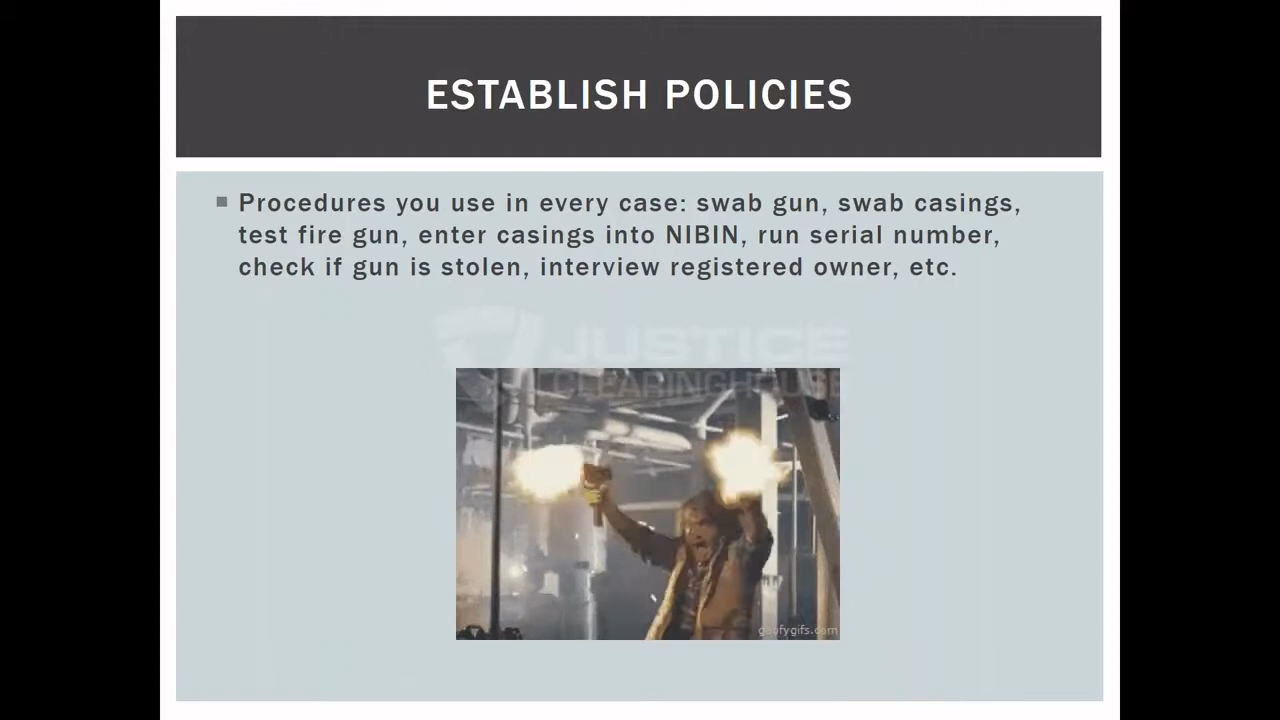 ESTABLISH POLICIES
Procedures you use in every case: swab gun, swab casings,
test fire gun, enter casings into NIBIN, run serial number,
check if gun is stolen, interview registered owner, etc.
JUSTICE
CLEARINGHOUSE
goofygifs.com